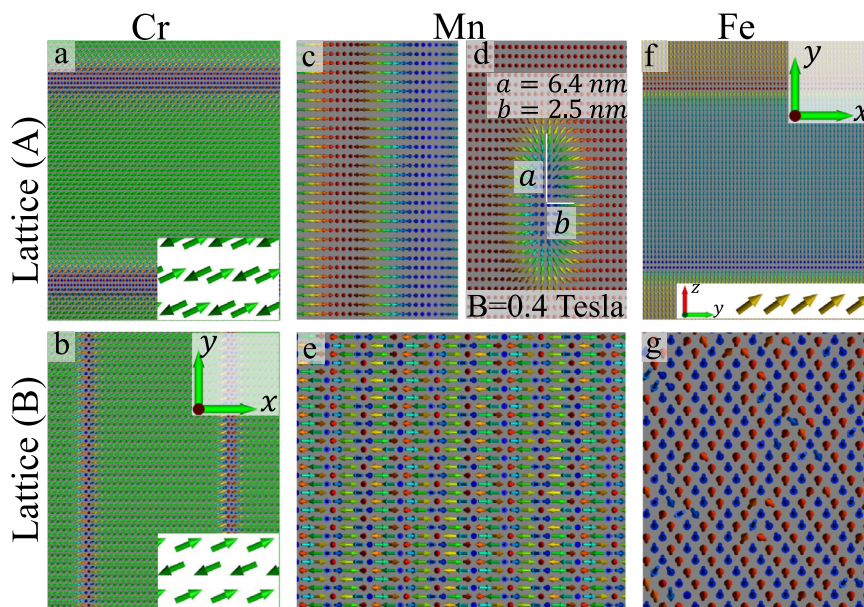 Cr Mn Fe
Lattice (A)
a
c
d
a = 6.4 nm
b = 2.5 nm
a
b
B=0.4 Tesla
f
y
x
z
y
Lattice (B)
b
y
x
e
g